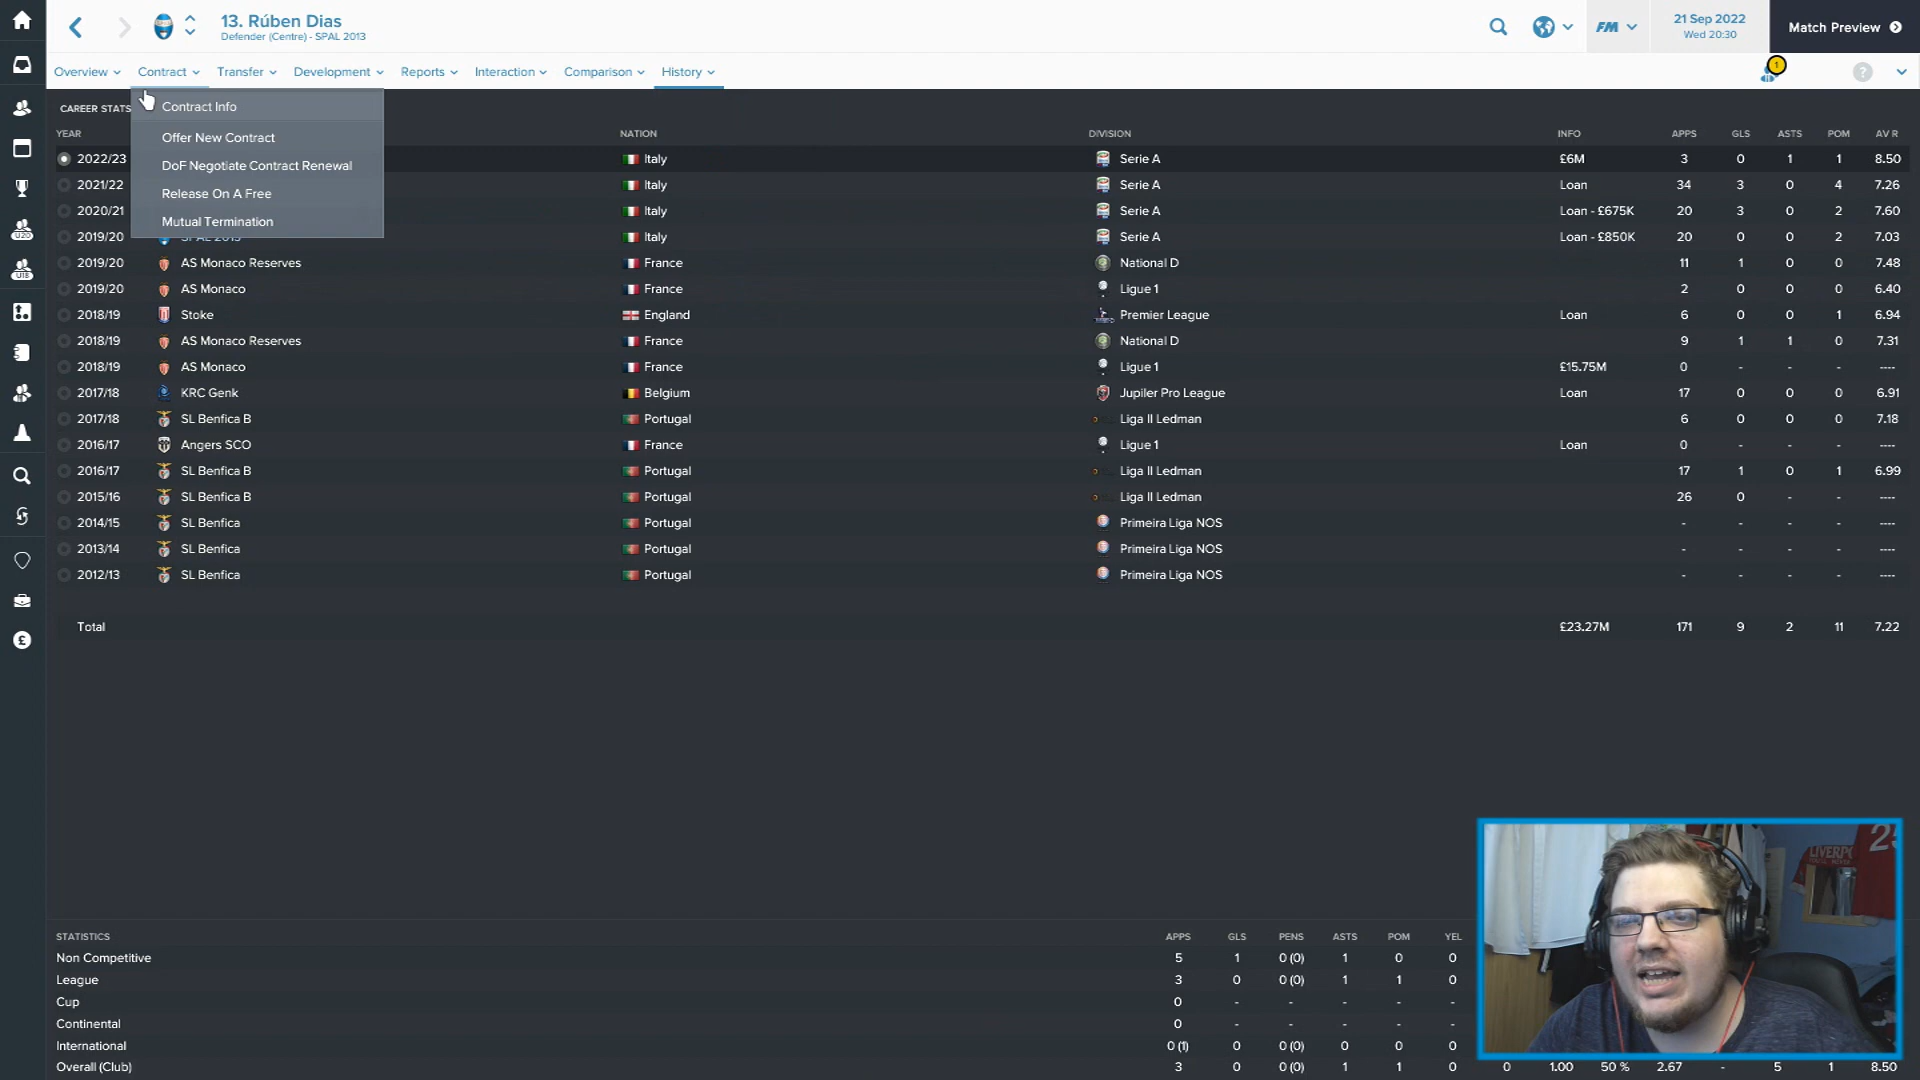 13. Rúben Dias
Defender (Centre) - SPAL 2013
FM
21 Sep 2022
Wed 20:30
Match Preview
Overview
Contract
Transfer
Development
Reports
Interaction
Comparison
History
1
?
CAREER STATS
Contract Info
Offer New Contract
DoF Negotiate Contract Renewal
Release On A Free
Mutual Termination
YEAR NATION DIVISION INFO APPS GLS ASTS POM AV R
2022/23 Italy Serie A £6M 3 0 1 1 8.50
2021/22 Italy Serie A Loan 34 3 0 4 7.26
2020/21 Italy Serie A Loan - £675K 20 3 0 2 7.60
2019/20 SPAL 2013 Italy Serie A Loan - £850K 20 0 0 2 7.03
2019/20 AS Monaco Reserves France National D 11 1 0 0 7.48
2019/20 AS Monaco France Ligue 1 2 0 0 0 6.40
2018/19 Stoke England Premier League Loan 6 0 0 1 6.94
2018/19 AS Monaco Reserves France National D 9 1 1 0 7.31
2018/19 AS Monaco France Ligue 1 £15.75M 0 - - - ----
2017/18 KRC Genk Belgium Jupiler Pro League Loan 17 0 0 0 6.91
2017/18 SL Benfica B Portugal Liga II Ledman 6 0 0 0 7.18
2016/17 Angers SCO France Ligue 1 Loan 0 - - - ----
2016/17 SL Benfica B Portugal Liga II Ledman 17 1 0 1 6.99
2015/16 SL Benfica B Portugal Liga II Ledman 26 0 - - ----
2014/15 SL Benfica Portugal Primeira Liga NOS - - - - ----
2013/14 SL Benfica Portugal Primeira Liga NOS - - - - ----
2012/13 SL Benfica Portugal Primeira Liga NOS - - - - ----
Total £23.27M 171 9 2 11 7.22
U20
U18
£
STATISTICS APPS GLS PENS ASTS POM YEL
Non Competitive 5 1 0 (0) 1 0 0
League 3 0 0 (0) 1 1 0
Cup 0 - - - - -
Continental 0 - - - - -
International 0 (1) 0 0 (0) 0 0 0
Overall (Club) 3 0 0 (0) 1 1 0 0 1.00 50 % 2.67 - 5 1 8.50